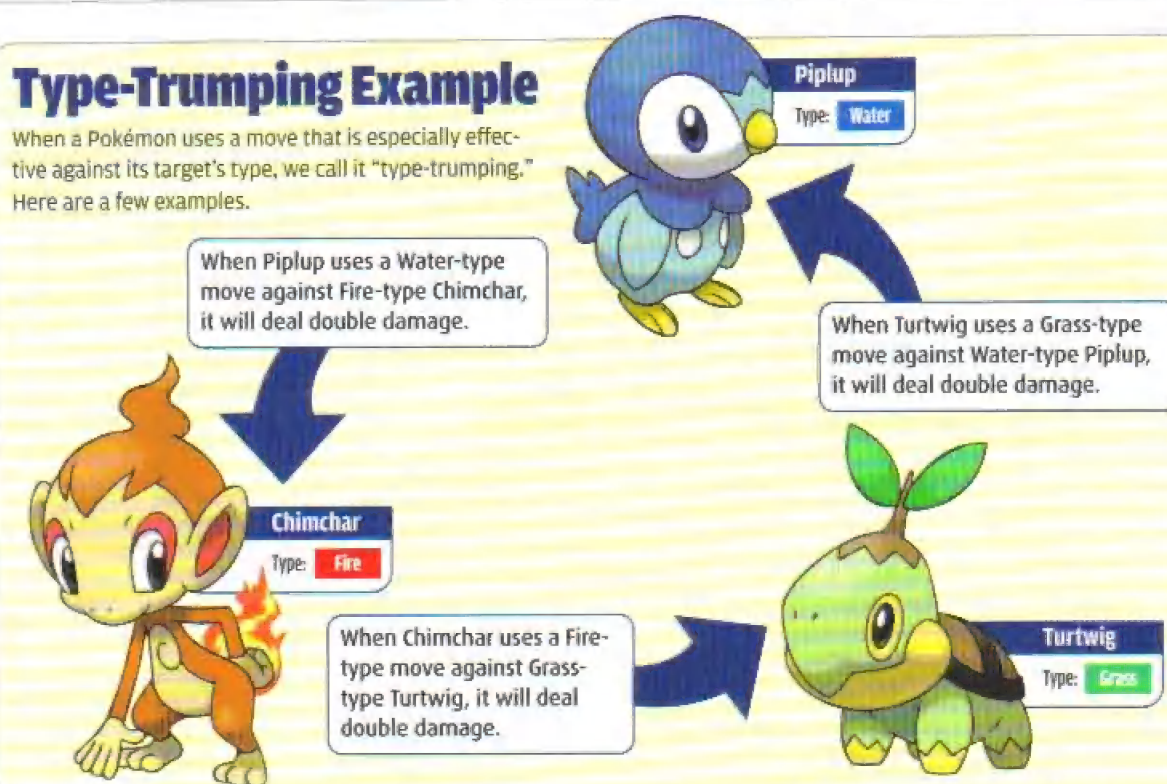 Type-Trumping Example
When a Pokémon uses a move that is especially effec-
tive against its target's type, we call it "type-trumping."
Here are a few examples.
Piplup
Type: Water
When Piplup uses a Water-type
move against Fire-type Chimchar,
it will deal double damage.
When Turtwig uses a Grass-type
move against Water-type Piplup,
it will deal double damage.
Chimchar
Type: Fire
When Chimchar uses a Fire-
type move against Grass-
type Turtwig, it will deal
double damage.
Turtwig
Type: Grass